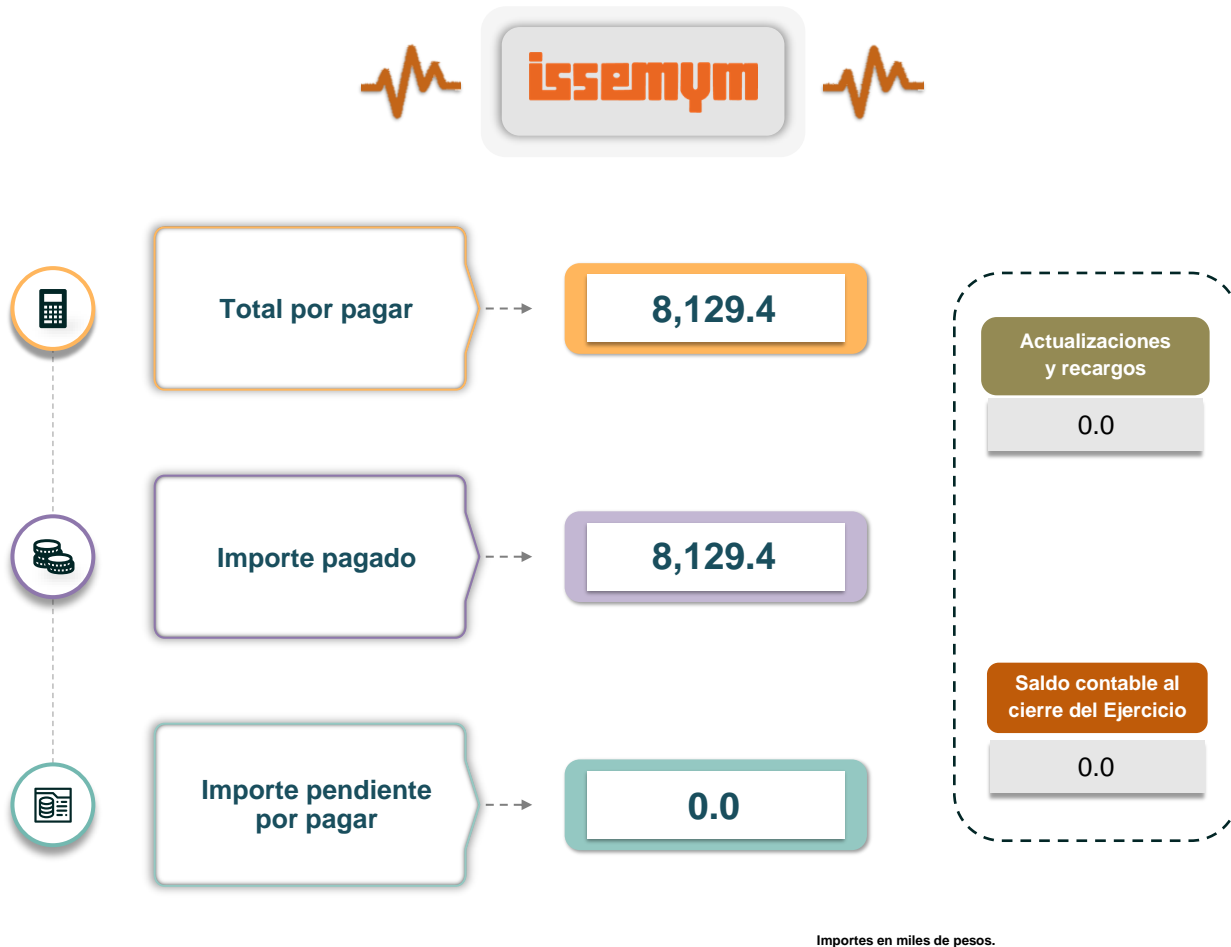 issemym
Total por pagar
8,129.4
Actualizaciones
y recargos
0.0
Importe pagado
8,129.4
Saldo contable al
cierre del Ejercicio
0.0
Importe pendiente
por pagar
0.0
Importes en miles de pesos.